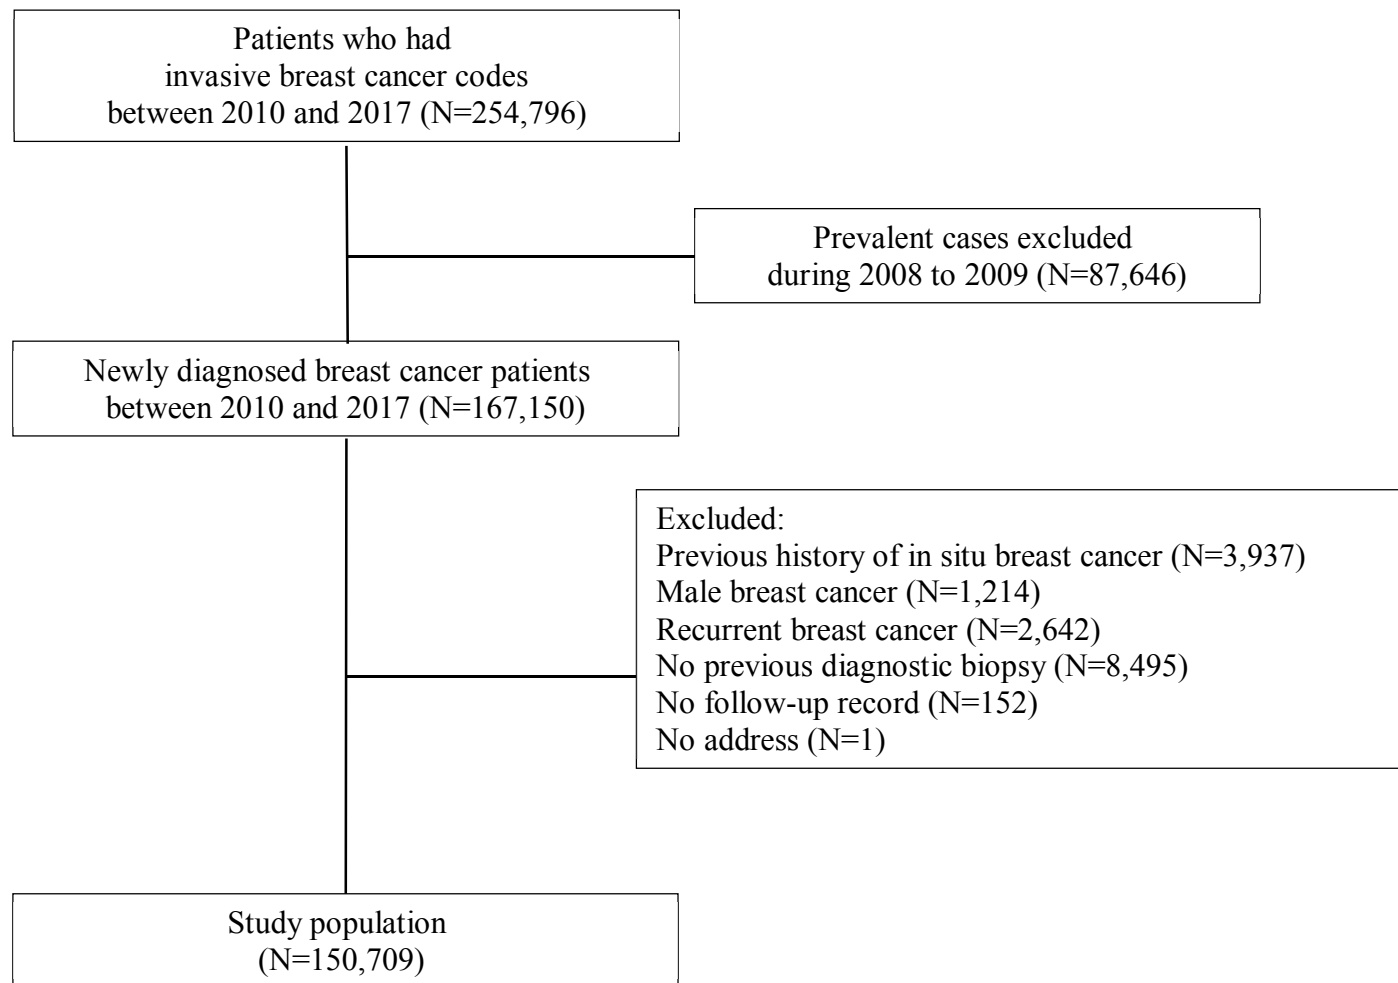 Patients who had
invasive breast cancer codes
between 2010 and 2017 (N=254,796)
Prevalent cases excluded
during 2008 to 2009 (N=87,646)
Newly diagnosed breast cancer patients
between 2010 and 2017 (N=167,150)
Excluded:
Previous history of in situ breast cancer (N=3,937)
Male breast cancer (N=1,214)
Recurrent breast cancer (N=2,642)
No previous diagnostic biopsy (N=8,495)
No follow-up record (N=152)
No address (N=1)
Study population
(N=150,709)